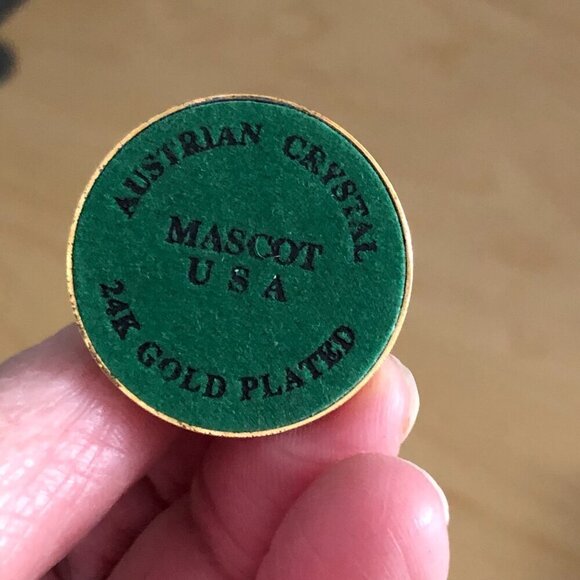 AUSTRIAN CRYSTAL
MASCOT
USA
24K GOLD PLATED